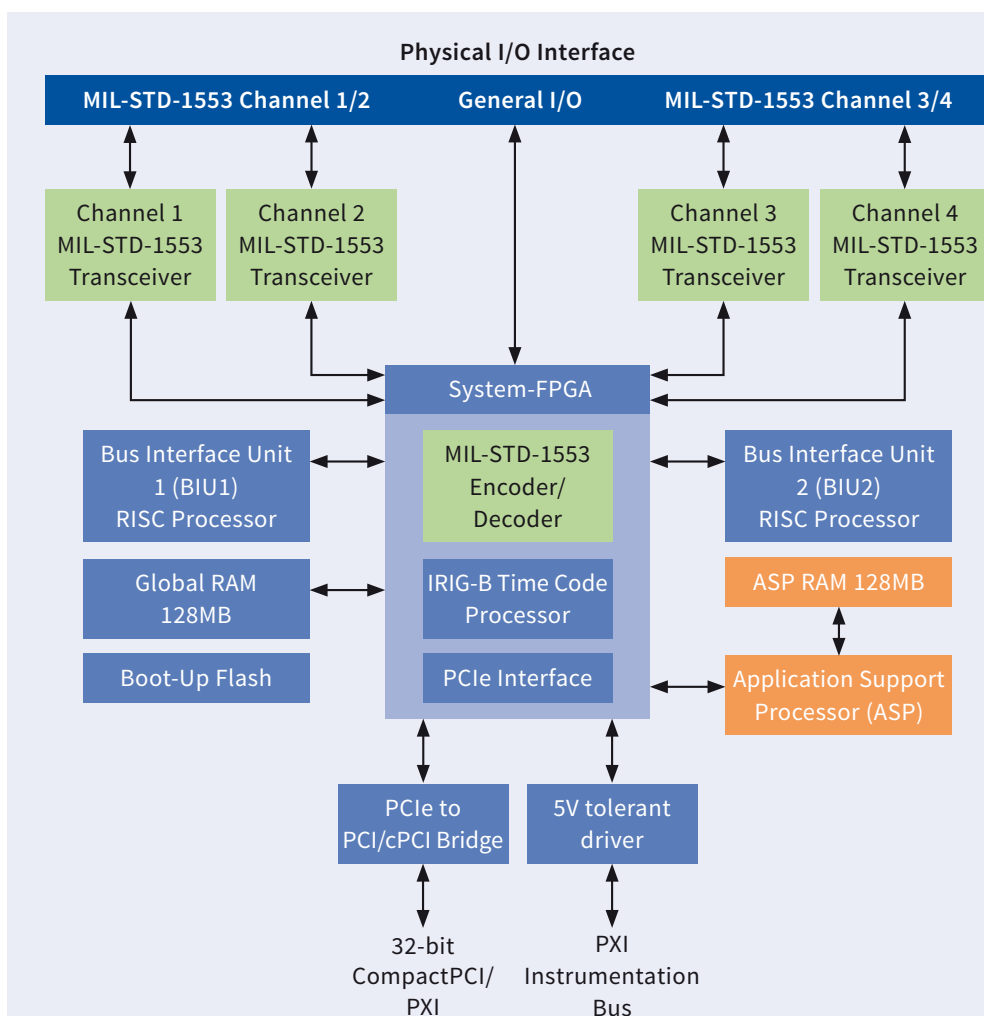 Physical I/O Interface
MIL-STD-1553 Channel 1/2
General I/O
MIL-STD-1553 Channel 3/4
Channel 1
MIL-STD-1553
Transceiver
Channel 2
MIL-STD-1553
Transceiver
Channel 3
MIL-STD-1553
Transceiver
Channel 4
MIL-STD-1553
Transceiver
System-FPGA
Bus Interface Unit
1 (BIU1)
RISC Processor
MIL-STD-1553
Encoder/
Decoder
Bus Interface Unit
2 (BIU2)
RISC Processor
Global RAM
128MB
IRIG-B Time Code
Processor
ASP RAM 128MB
Boot-Up Flash
PCIe Interface
Application Support
Processor (ASP)
PCIe to
PCI/cPCI Bridge
5V tolerant
driver
32-bit
CompactPCI/
PXI
PXI
Instrumentation
Bus